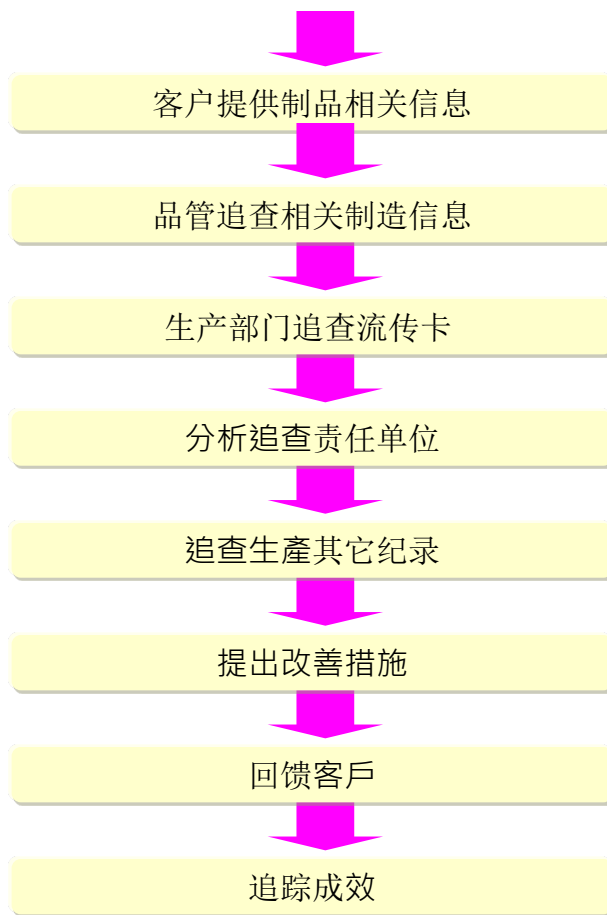 客户提供制品相关信息
品管追查相关制造信息
生产部门追查流传卡
分析追查责任单位
追查生產其它纪录
提出改善措施
回馈客戶
追踪成效